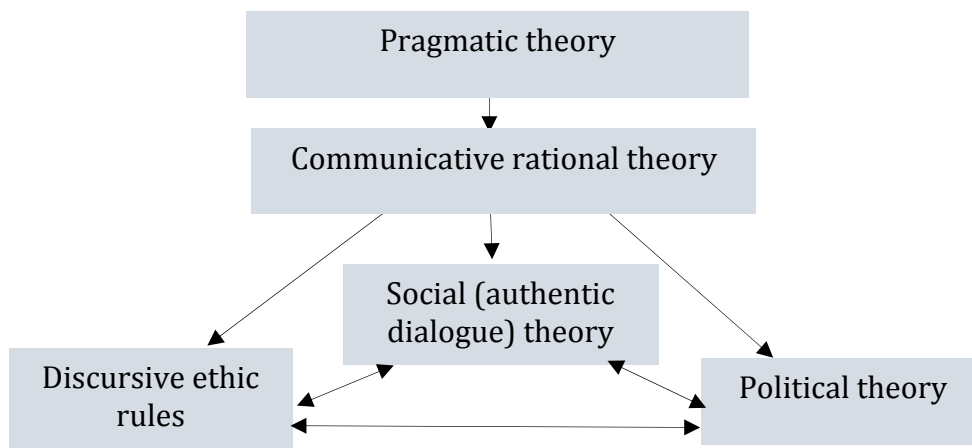 Pragmatic theory
Communicative rational theory
Social (authentic
dialogue) theory
Discursive ethic
rules
Political theory